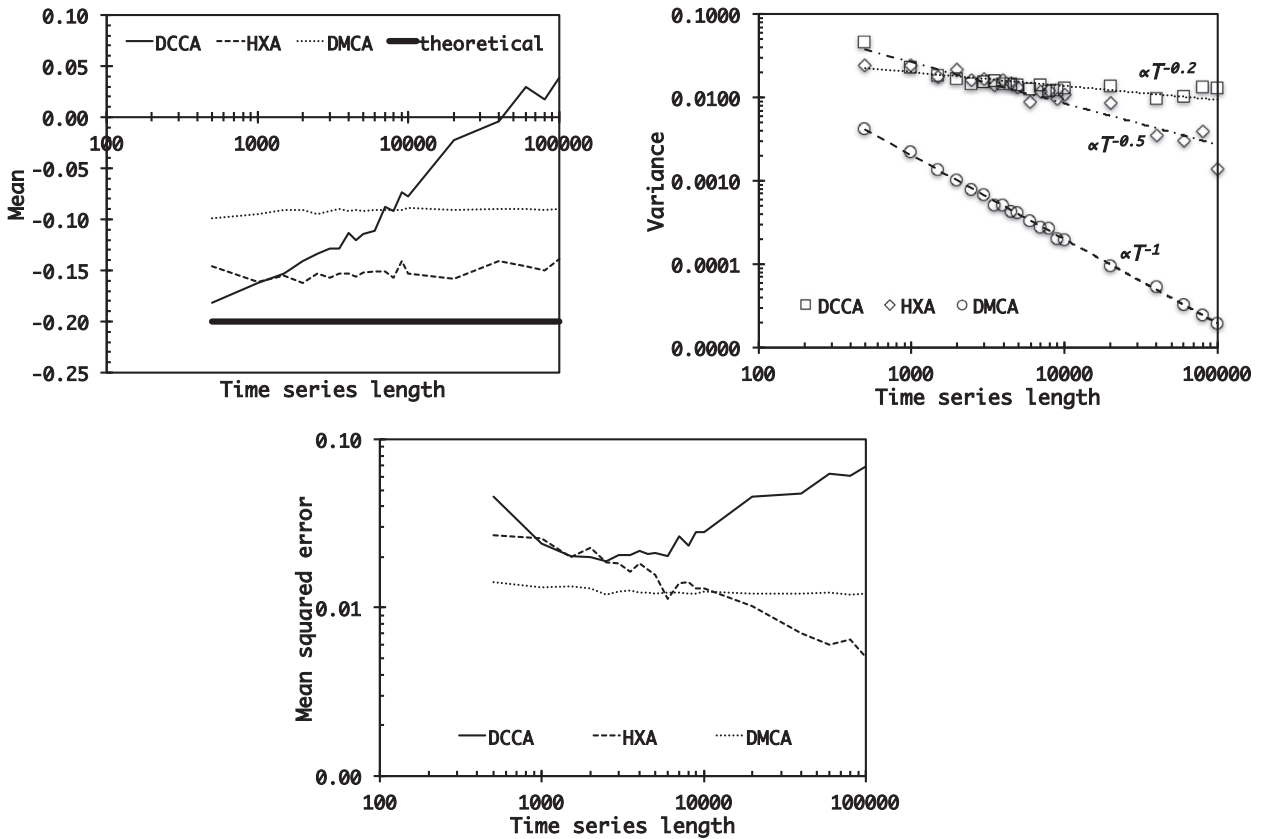 0.10
DCCA HXA DMCA theoretical
0.05
0.00
100 1000 10000 100000
-0.05
-0.10
-0.15
-0.20
-0.25
Mean
Time series length
0.1000
0.0100
0.0010
0.0001
0.0000
Variance
∝T-0.2
∝T-0.5
∝T-1
DCCA HXA DMCA
100 1000 10000 100000
Time series length
0.10
0.01
0.00
Mean squared error
DCCA HXA DMCA
100 1000 10000 100000
Time series length